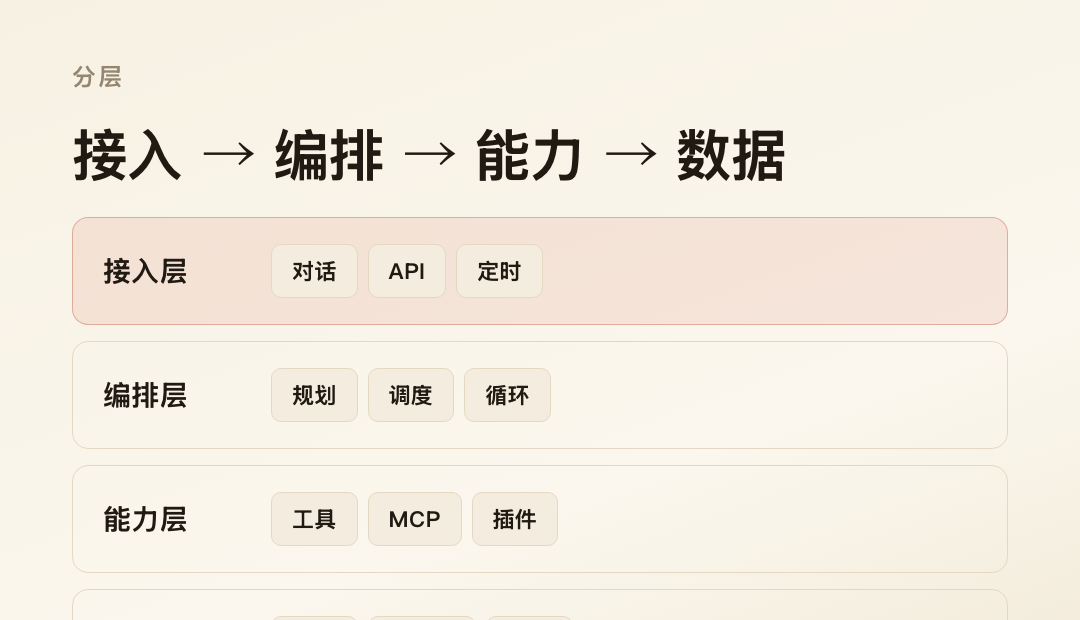 分层
接入 → 编排 → 能力 → 数据
接入层 对话 API 定时
编排层 规划 调度 循环
能力层 工具 MCP 插件